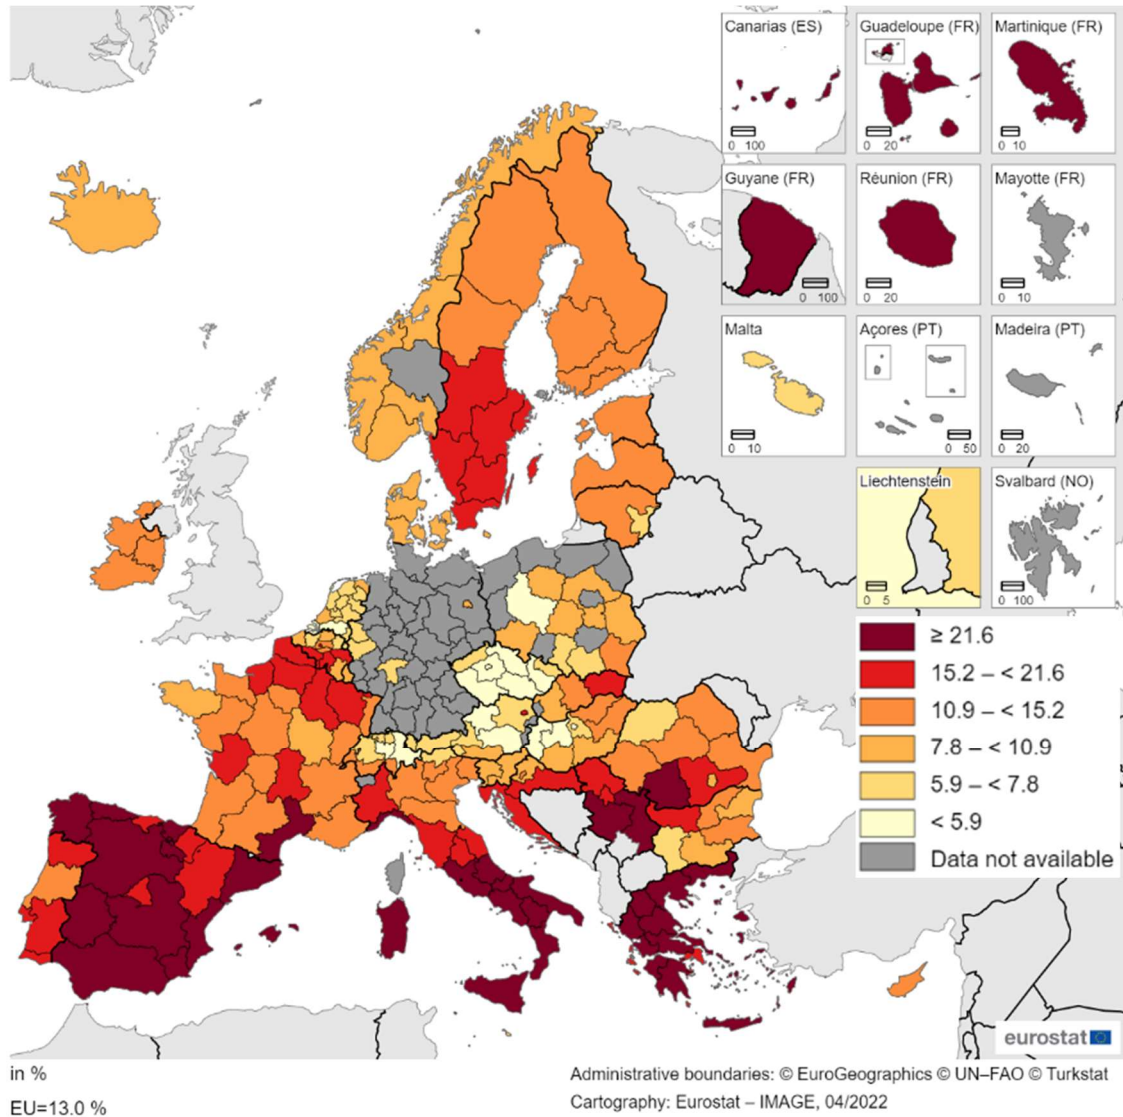 Canarias (ES)
0 100
Guadeloupe (FR)
0 20
Martinique (FR)
0 10
Guyane (FR)
0 100
Réunion (FR)
0 20
Mayotte (FR)
0 10
Malta
0 10
Açores (PT)
0 50
Madeira (PT)
0 20
Liechtenstein
0 5
Svalbard (NO)
0 100
≥ 21.6
15.2 – < 21.6
10.9 – < 15.2
7.8 – < 10.9
5.9 – < 7.8
< 5.9
Data not available
eurostat
in %
EU=13.0 %
Administrative boundaries: © EuroGeographics © UN–FAO © Turkstat
Cartography: Eurostat – IMAGE, 04/2022